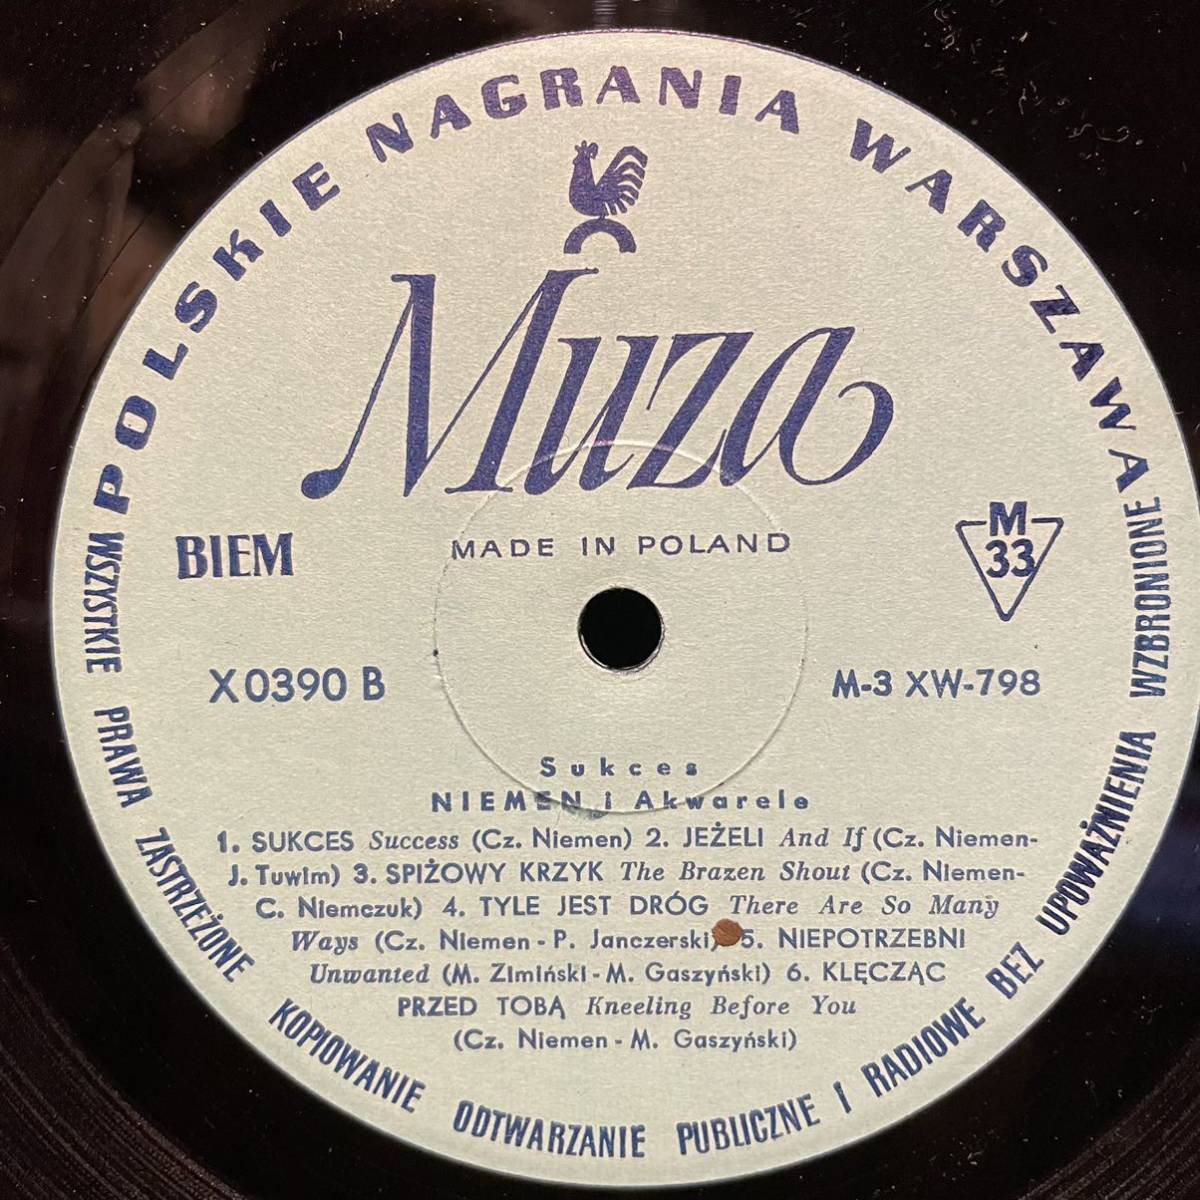 POLSKIE NAGRANIA WARSZAWA
Muza
MADE IN POLAND
BIEM
M
33
X0390 B
M-3 XW-798
Sukces
NIEMEN i Akwarele
1. SUKCES Success (Cz. Niemen) 2. JEŻELI And If (Cz. Niemen-
J. Tuwim) 3. SPIŻOWY KRZYK The Brazen Shout (Cz. Niemen-
C. Niemczuk) 4. TYLE JEST DRÓG There Are So Many
Ways (Cz. Niemen - P. Janczerski) 5. NIEPOTRZEBNI
Unwanted (M. Zimiński - M. Gaszyński) 6. KLĘCZĄC
PRZED TOBĄ Kneeling Before You
(Cz. Niemen - M. Gaszyński)
WSZYSTKIE PRAWA ZASTRZEŻONE KOPIOWANIE ODTWARZANIE PUBLICZNE I RADIOWE BEZ UPOWAŻNIENIA WZBRONIONE